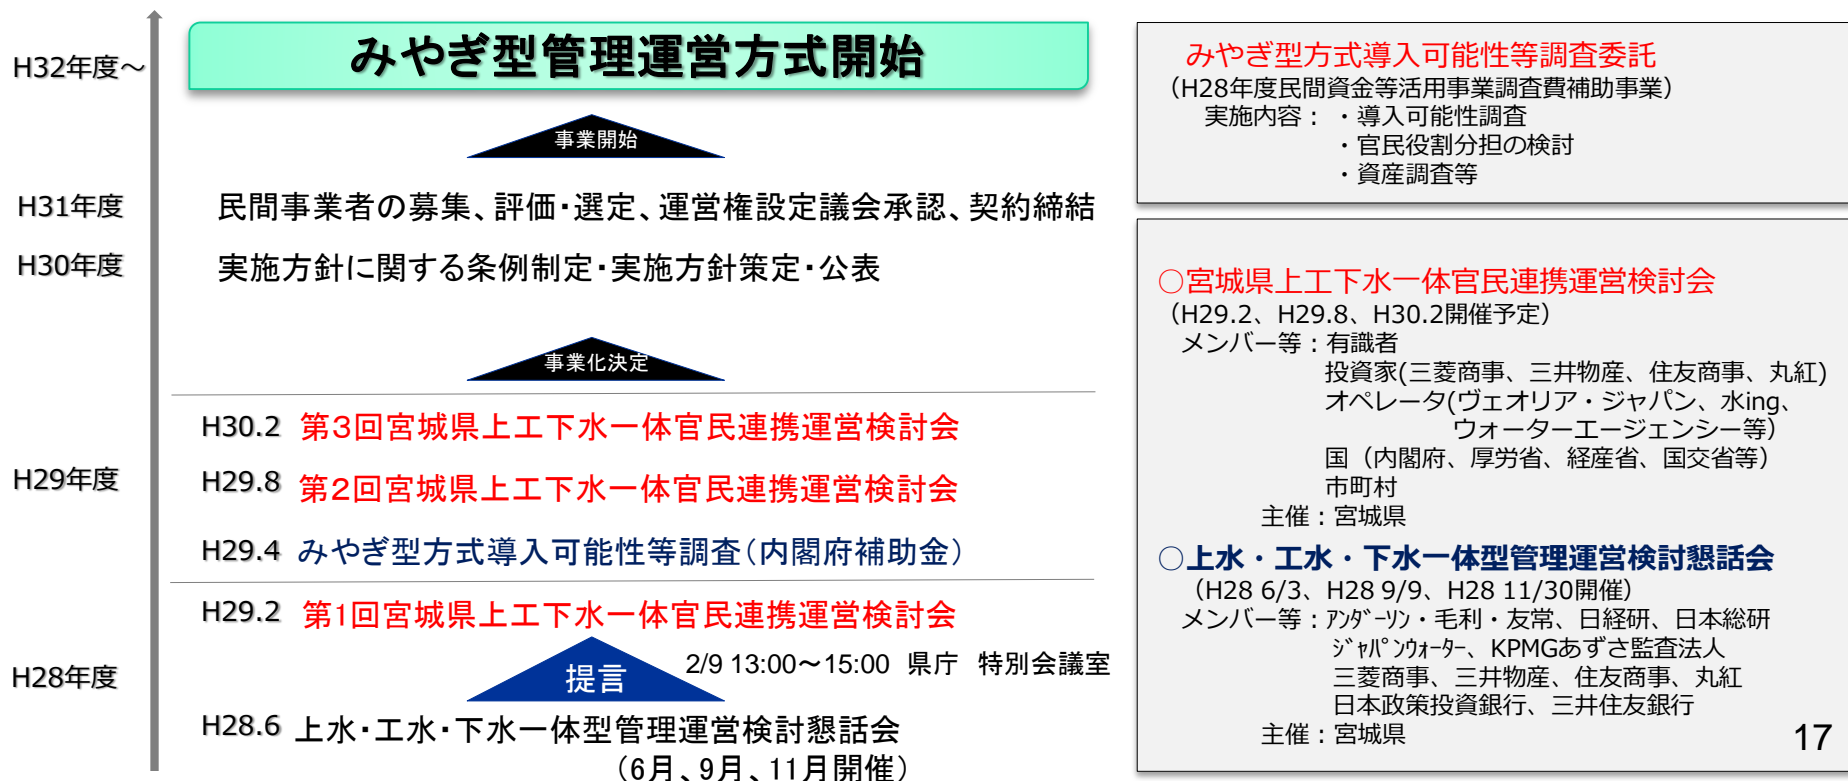 H32年度～
みやぎ型管理運営方式開始
事業開始
H31年度
民間事業者の募集、評価・選定、運営権設定議会承認、契約締結
H30年度
実施方針に関する条例制定・実施方針策定・公表
事業化決定
H29年度
H30.2 第3回宮城県上工下水一体官民連携運営検討会
H29.8 第2回宮城県上工下水一体官民連携運営検討会
H29.4 みやぎ型方式導入可能性等調査（内閣府補助金）
H28年度
H29.2 第1回宮城県上工下水一体官民連携運営検討会
2/9 13:00～15:00 県庁 特別会議室
提言
H28.6 上水・工水・下水一体型管理運営検討懇話会
（6月、9月、11月開催）
みやぎ型方式導入可能性等調査委託
（H28年度民間資金等活用事業調査費補助事業）
実施内容：・導入可能性調査
・官民役割分担の検討
・資産調査等
○宮城県上工下水一体官民連携運営検討会
（H29.2、H29.8、H30.2開催予定）
メンバー等：有識者
投資家(三菱商事、三井物産、住友商事、丸紅)
オペレータ(ヴェオリア・ジャパン、水ing、
ウォーターエージェンシー等）
国（内閣府、厚労省、経産省、国交省等）
市町村
主催：宮城県
○上水・工水・下水一体型管理運営検討懇話会
（H28 6/3、H28 9/9、H28 11/30開催）
メンバー等：ｱﾝﾀﾞｰｿﾝ・毛利・友常、日経研、日本総研
ｼﾞｬﾊﾟﾝｳｫｰﾀｰ、KPMGあずさ監査法人
三菱商事、三井物産、住友商事、丸紅
日本政策投資銀行、三井住友銀行
主催：宮城県
17